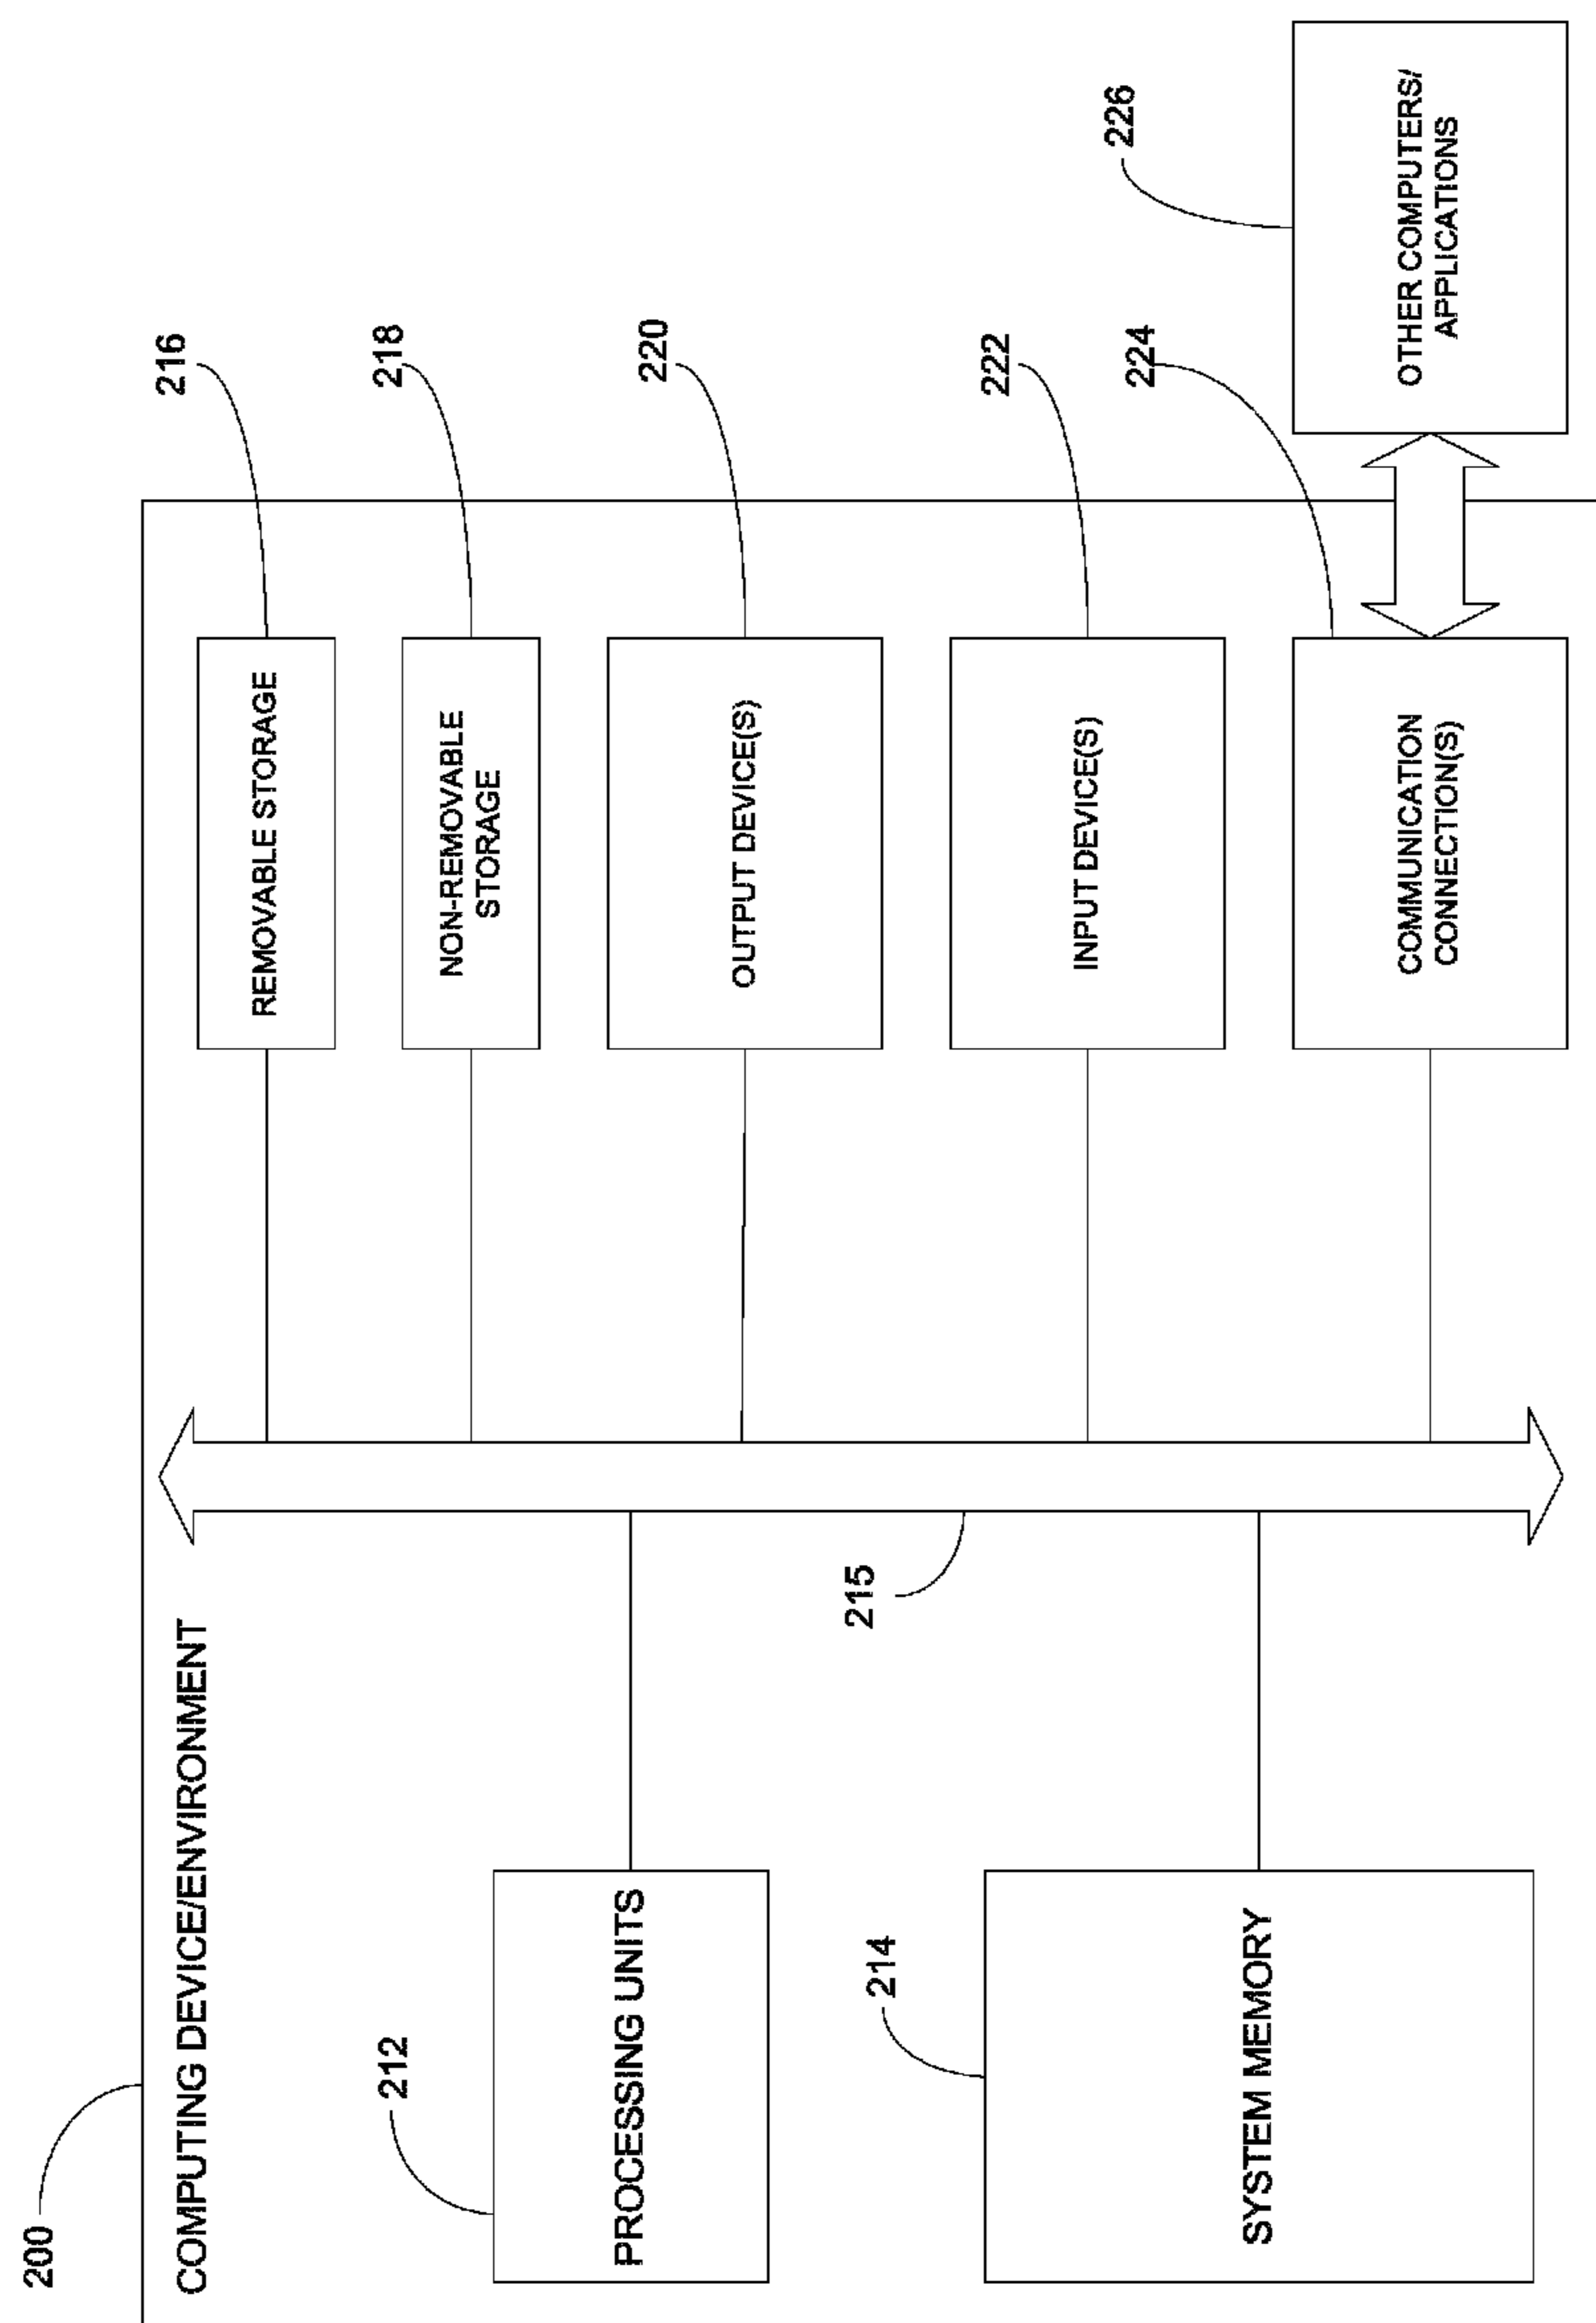 200
COMPUTING DEVICE/ENVIRONMENT
212
PROCESSING UNITS
214
SYSTEM MEMORY
215
216
REMOVABLE STORAGE
218
NON-REMOVABLE
STORAGE
220
OUTPUT DEVICE(S)
222
INPUT DEVICE(S)
224
COMMUNICATION
CONNECTION(S)
226
OTHER COMPUTERS/
APPLICATIONS